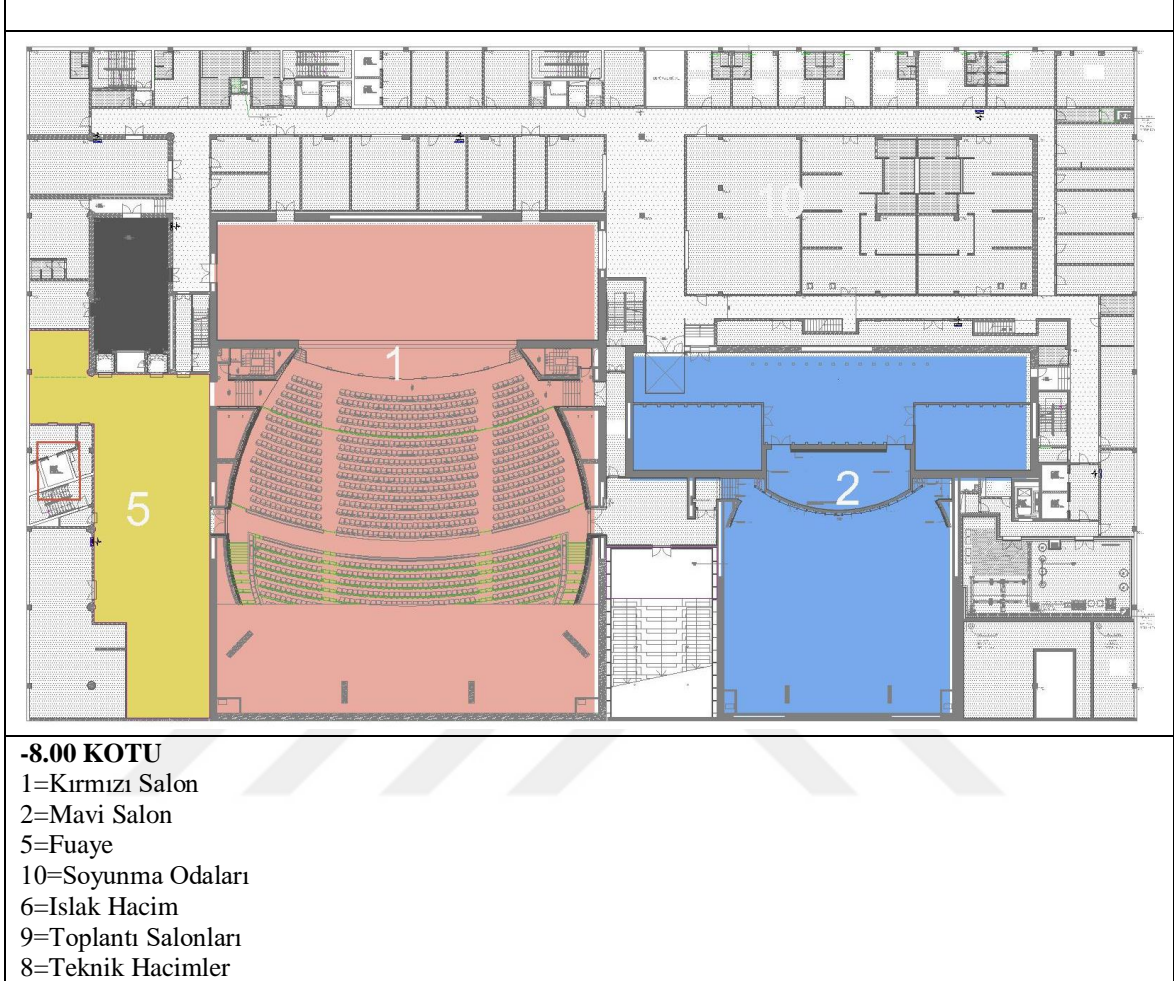 10
1
2
5
-8.00 KOTU
1=Kırmızı Salon
2=Mavi Salon
5=Fuaye
10=Soyunma Odaları
6=Islak Hacim
9=Toplantı Salonları
8=Teknik Hacimler